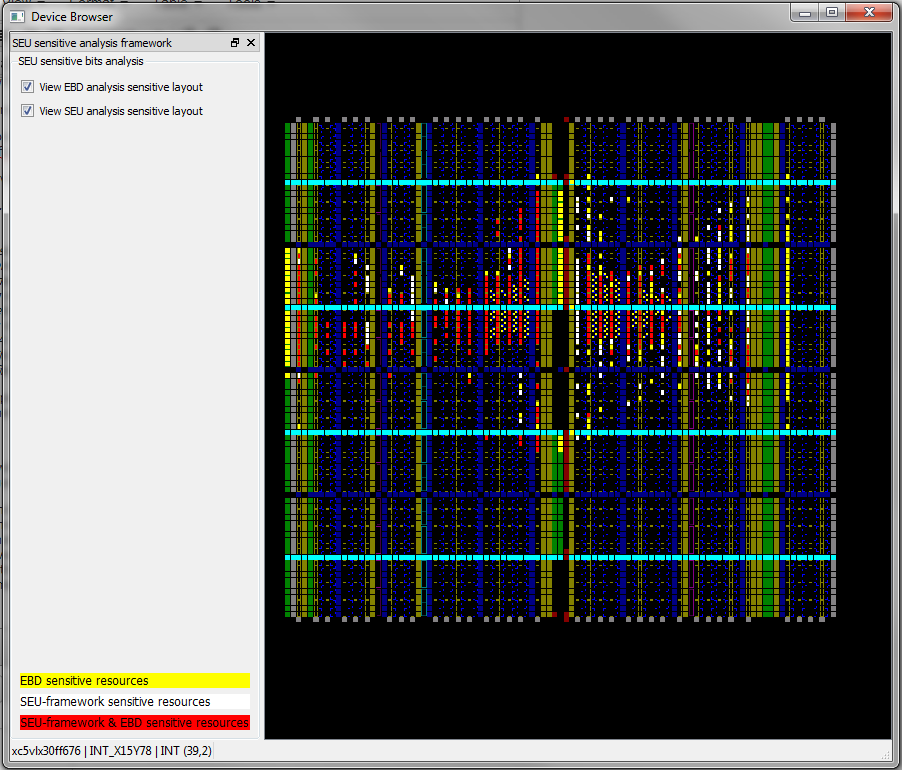 Device Browser
SEU sensitive analysis framework
SEU sensitive bits analysis
View EBD analysis sensitive layout
View SEU analysis sensitive layout
EBD sensitive resources
SEU-framework sensitive resources
SEU-framework & EBD sensitive resources
xc5vlx30ff676 | INT_X15Y78 | INT (39,2)